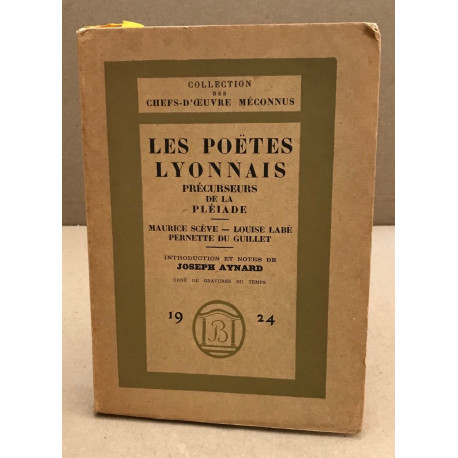 COLLECTION
DES
CHEFS-D'ŒUVRE MÉCONNUS
LES POËTES
LYONNAIS
PRÉCURSEURS
DE LA
PLÉIADE
MAURICE SCÈVE — LOUISE LABÉ
PERNETTE DU GUILLET
INTRODUCTION ET NOTES DE
JOSEPH AYNARD
ORNÉ DE GRAVURES DU TEMPS
19 B 24